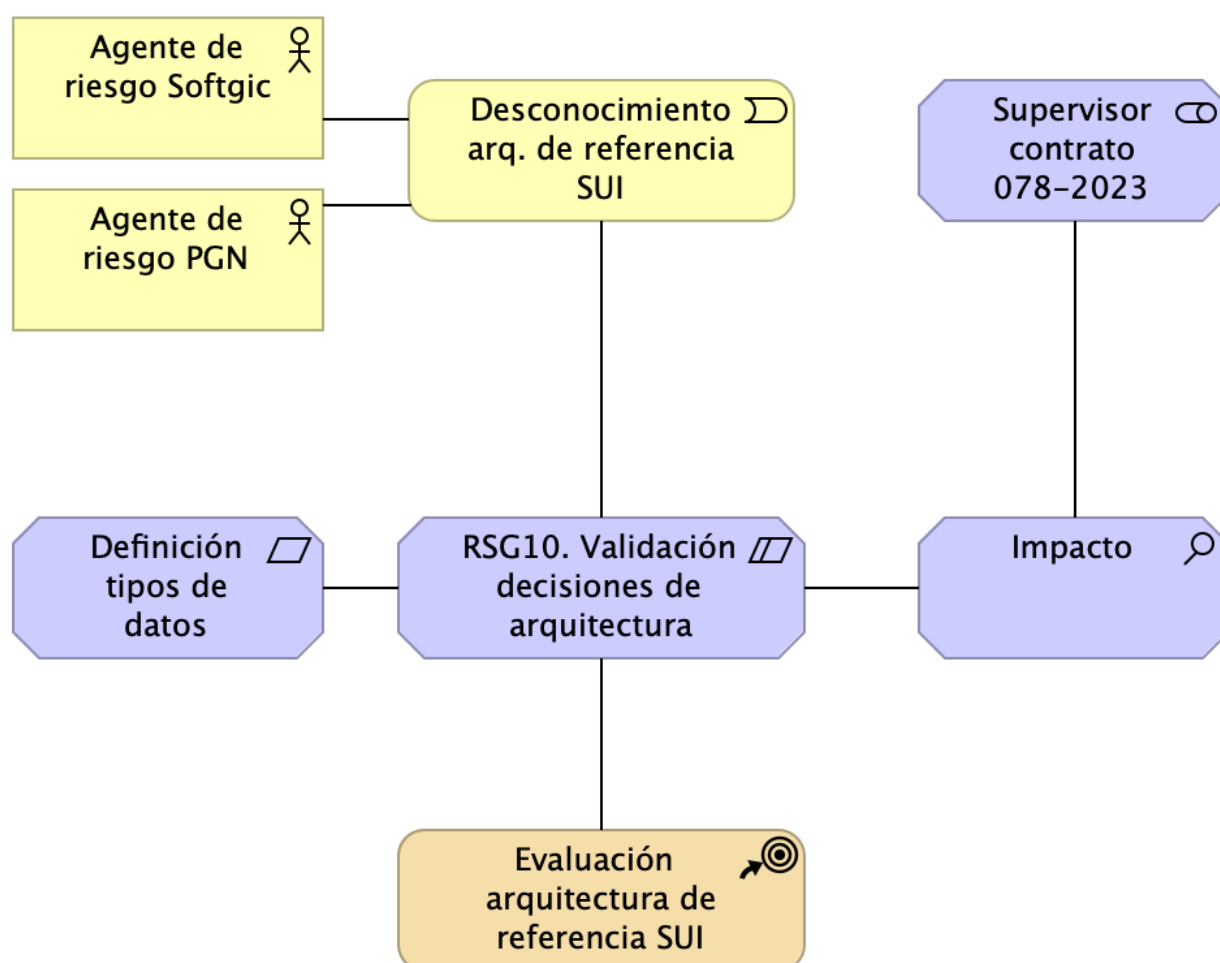 Agente de
riesgo Softgic
Desconocimiento
arq. de referencia
SUI
Supervisor
contrato
078-2023
Agente de
riesgo PGN
Definición
tipos de
datos
RSG10. Validación
decisiones de
arquitectura
Impacto
Evaluación
arquitectura de
referencia SUI